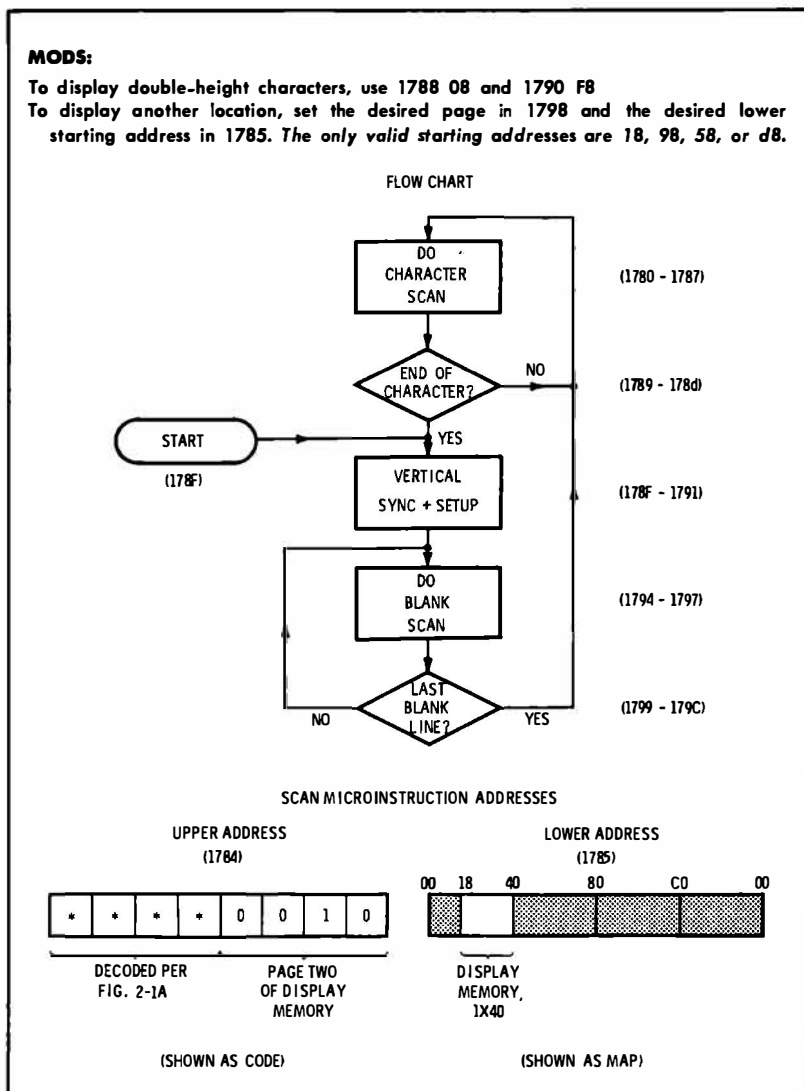 MODS:
To display double-height characters, use 1788 08 and 1790 F8
To display another location, set the desired page in 1798 and the desired lower
starting address in 1785. The only valid starting addresses are 18, 98, 58, or d8.
FLOW CHART
DO
CHARACTER
SCAN
(1780 - 1787)
END OF
CHARACTER?
NO
(1789 - 178d)
START
(178F)
YES
VERTICAL
SYNC + SETUP
(178F - 1791)
DO
BLANK
SCAN
(1794 - 1797)
LAST
BLANK
LINE?
NO
YES
(1799 - 179C)
SCAN MICROINSTRUCTION ADDRESSES
UPPER ADDRESS
(1784)
* * * * 0 0 1 0
DECODED PER
FIG. 2-1A
PAGE TWO
OF DISPLAY
MEMORY
(SHOWN AS CODE)
LOWER ADDRESS
(1785)
00 18 40 80 C0 00
DISPLAY
MEMORY,
1X40
(SHOWN AS MAP)